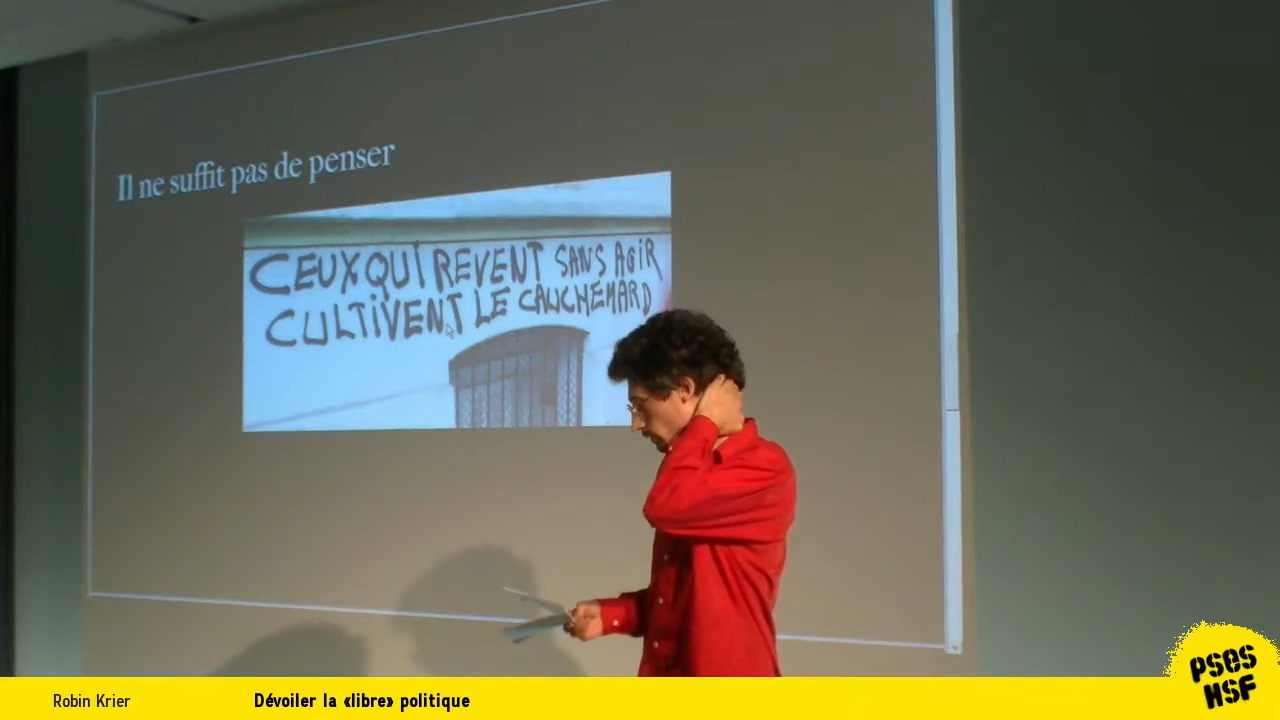 Il ne suffit pas de penser
CEUX QUI REVENT SANS AGIR
CULTIVENT LE CAUCHEMARD
Robin Krier
Dévoiler la «libre» politique
PSES
HSF